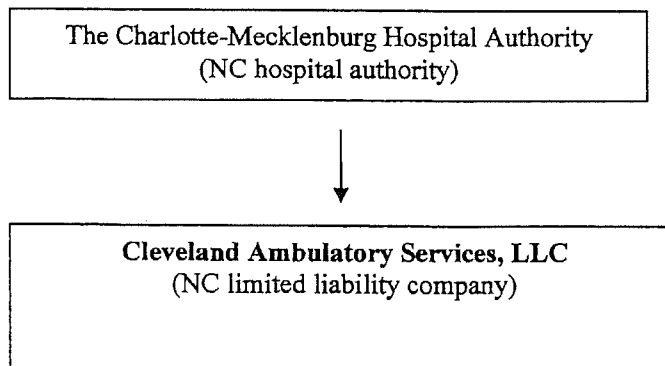 The Charlotte-Mecklenburg Hospital Authority
(NC hospital authority)
Cleveland Ambulatory Services, LLC
(NC limited liability company)